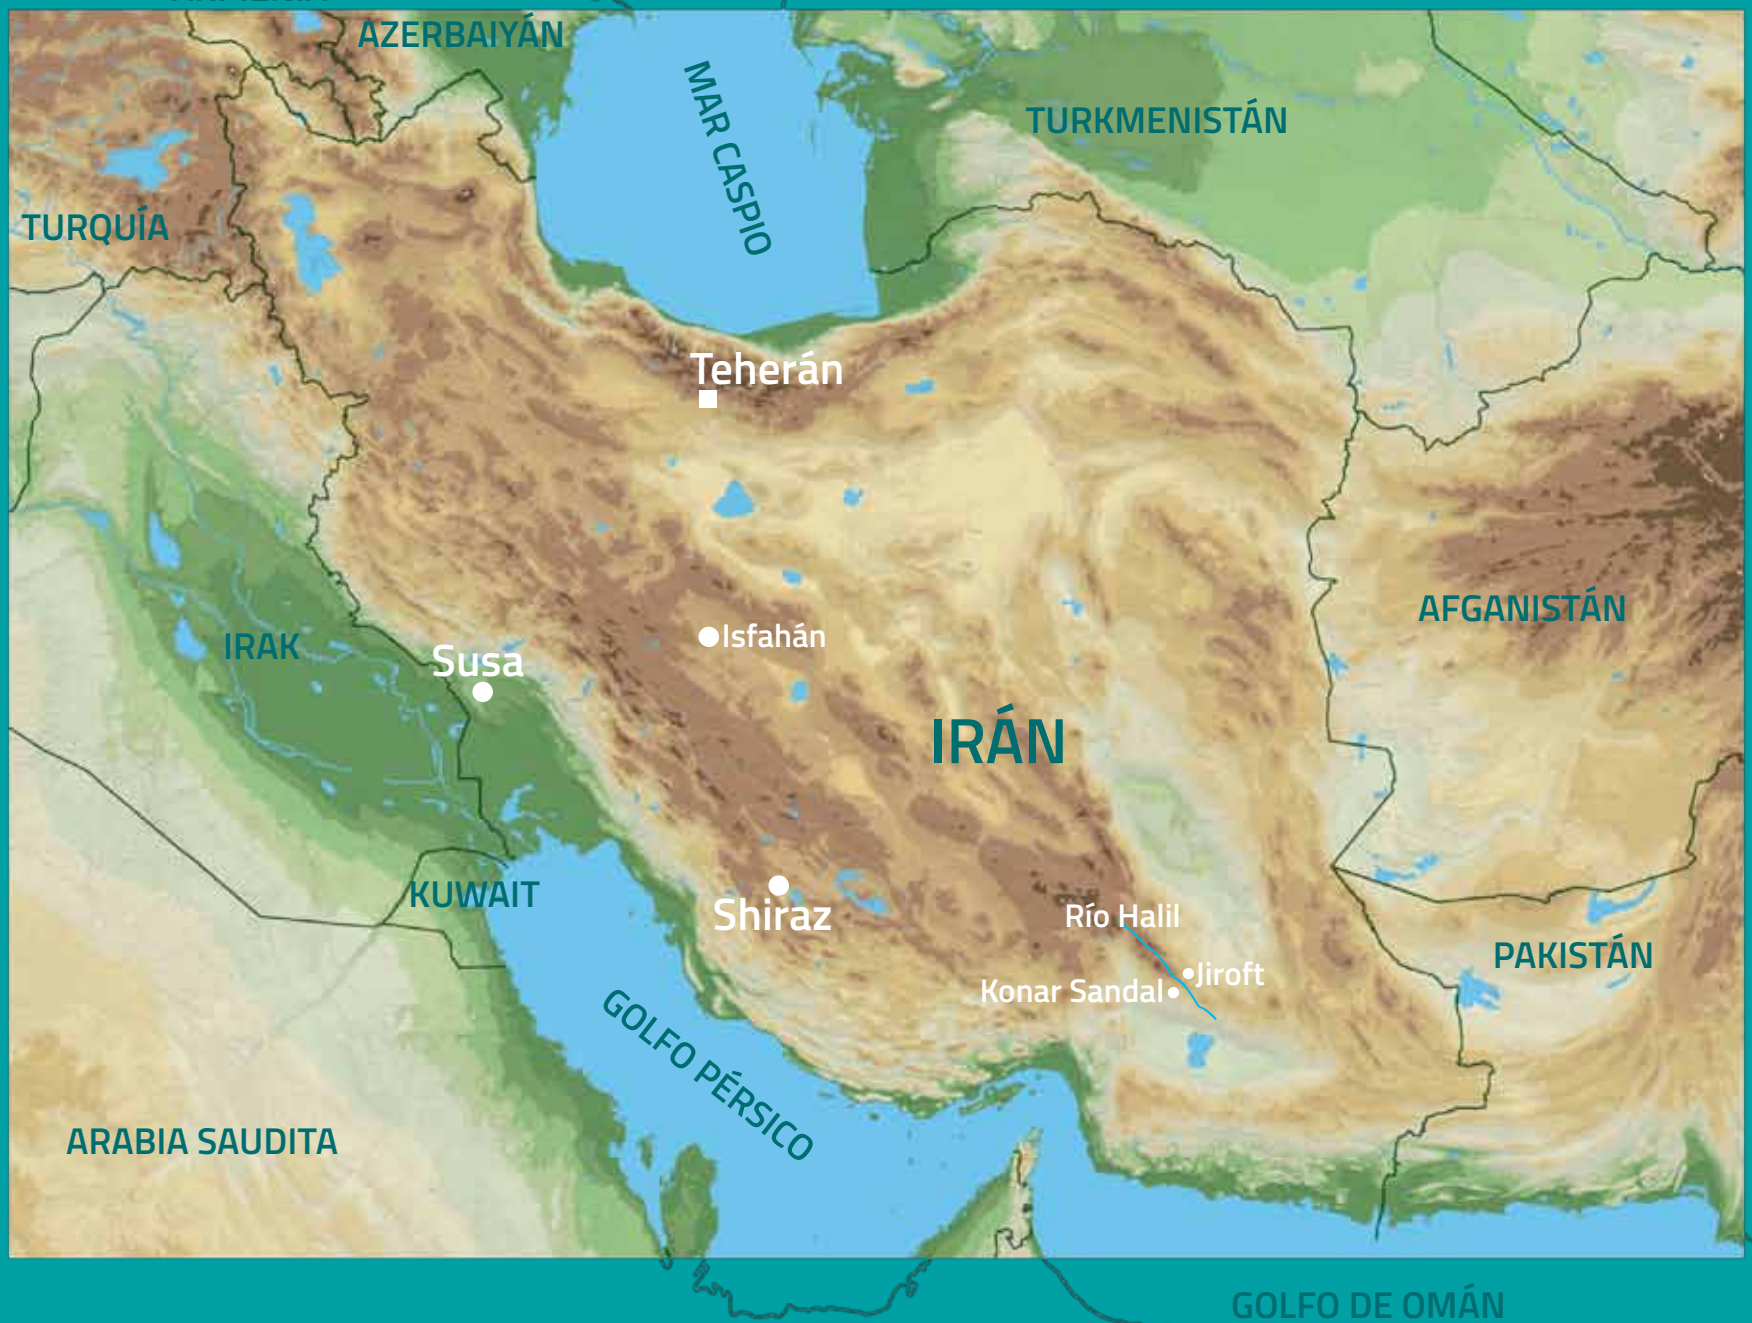 AZERBAIYÁN
MAR CASPIO
TURKMENISTÁN
TURQUÍA
Teherán
AFGANISTÁN
Isfahán
IRAK
Susa
IRÁN
KUWAIT
Shiraz
Río Halil
PAKISTÁN
Jiroft
Konar Sandal
GOLFO PÉRSICO
ARABIA SAUDITA
GOLFO DE OMÁN